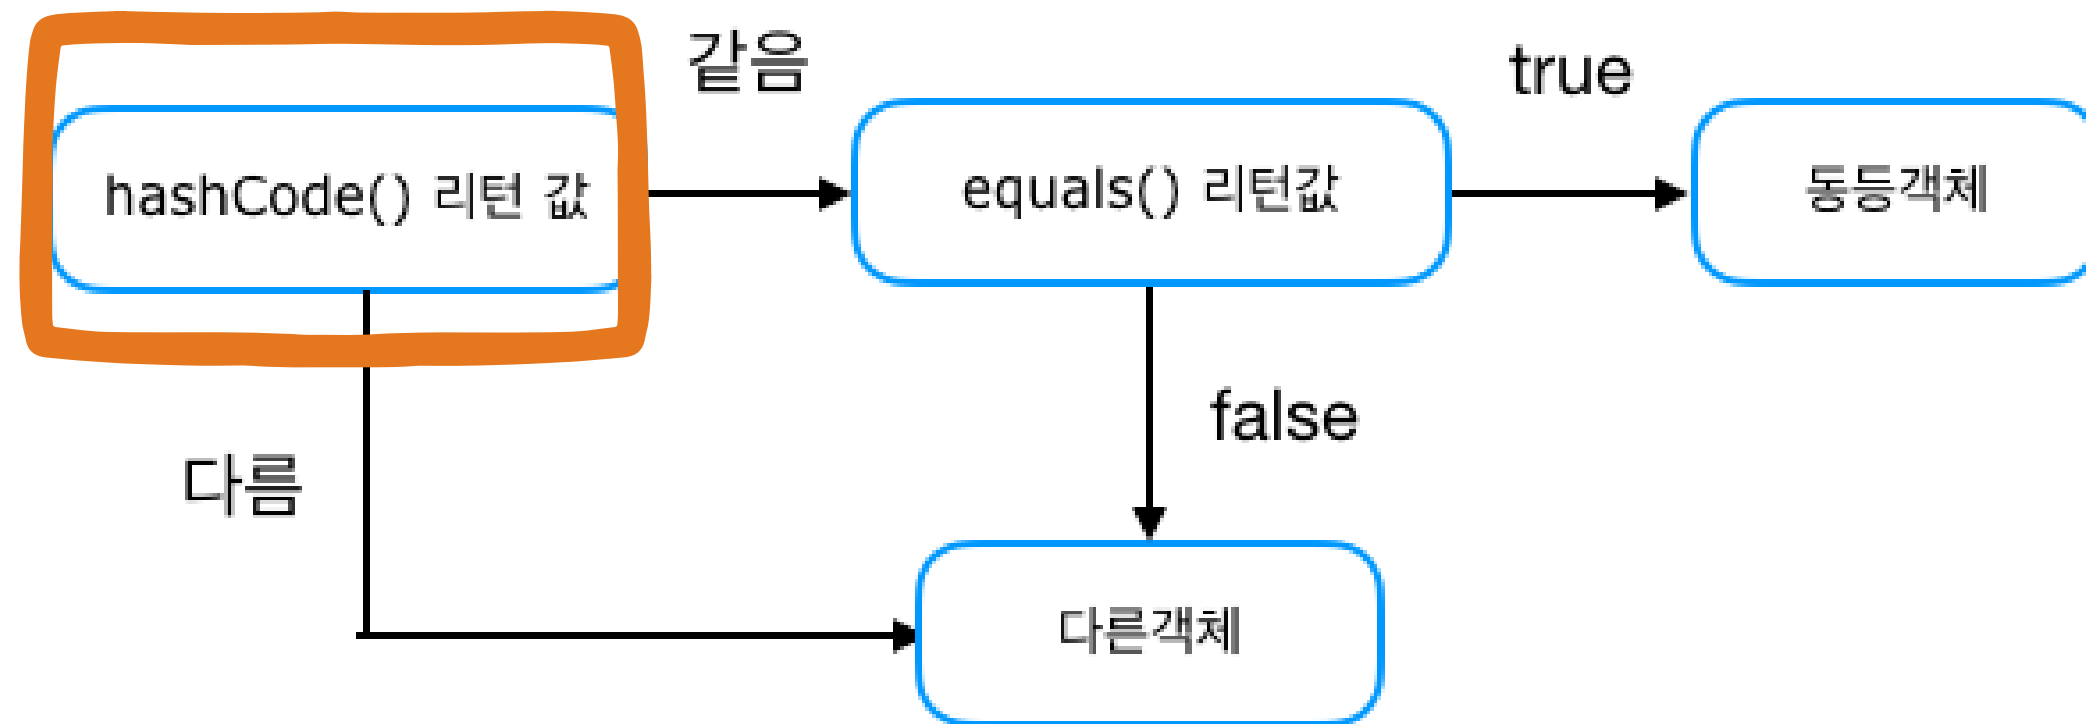 같음
true
hashCode() 리턴 값
equals() 리턴값
동등객체
false
다름
다른객체